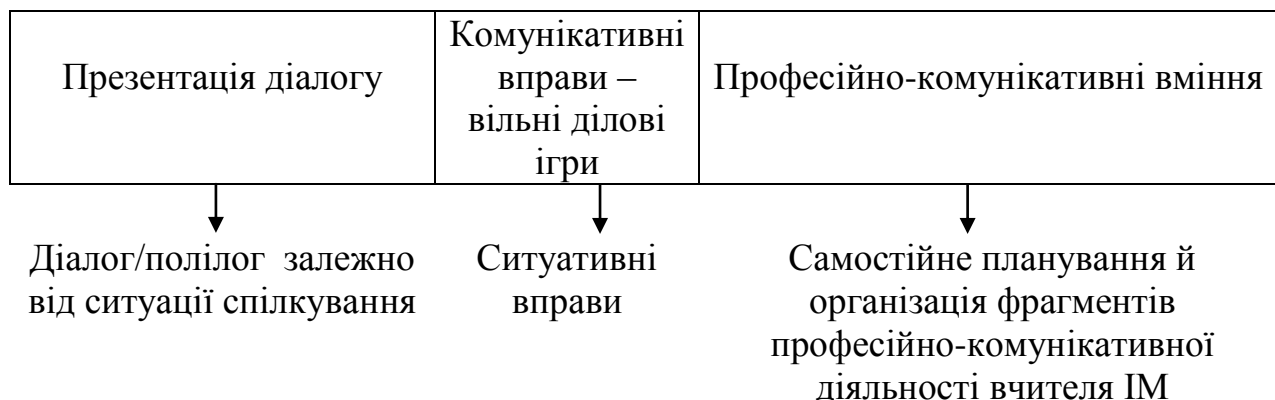 Презентація діалогу
Комунікативні
вправи –
вільні ділові
ігри
Професійно-комунікативні вміння
Діалог/полілог залежно
від ситуації спілкування
Ситуативні
вправи
Самостійне планування й
організація фрагментів
професійно-комунікативної
діяльності вчителя ІМ